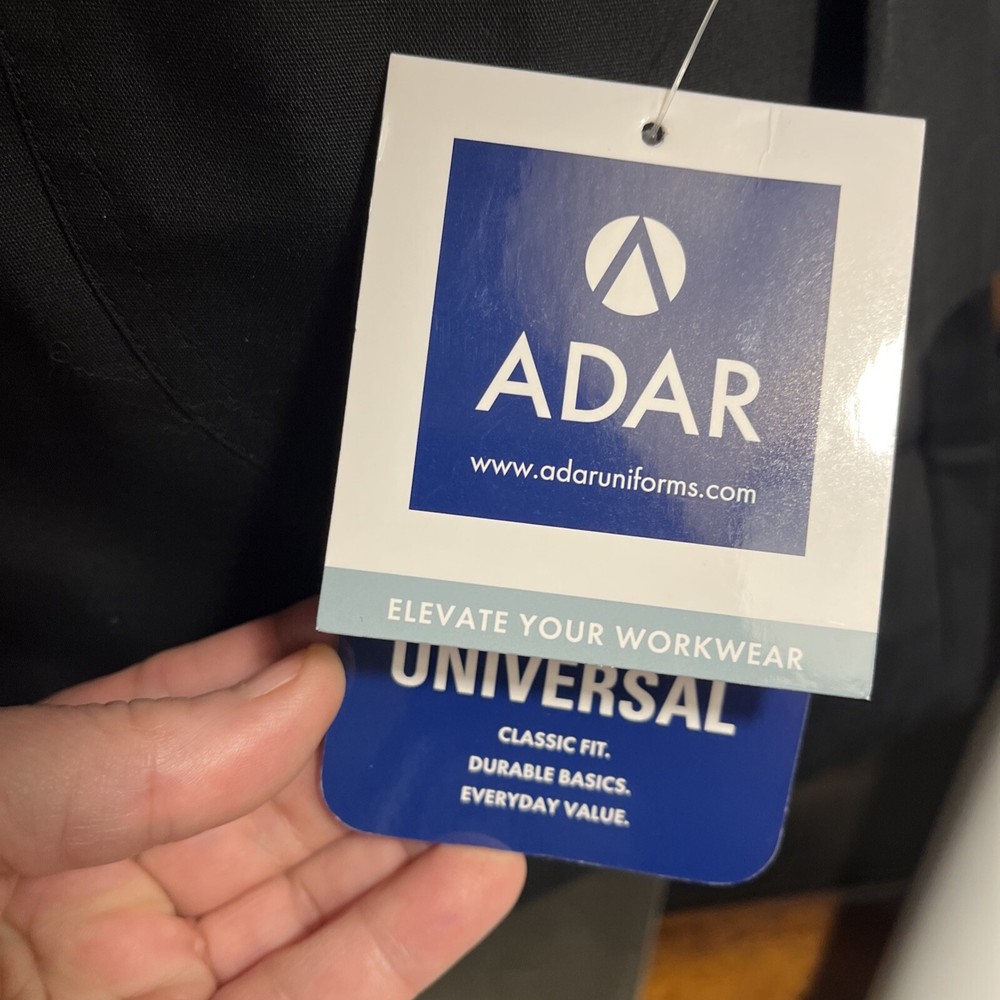 ADAR
www.adaruniforms.com
ELEVATE YOUR WORKWEAR
UNIVERSAL
CLASSIC FIT.
DURABLE BASICS.
EVERYDAY VALUE.